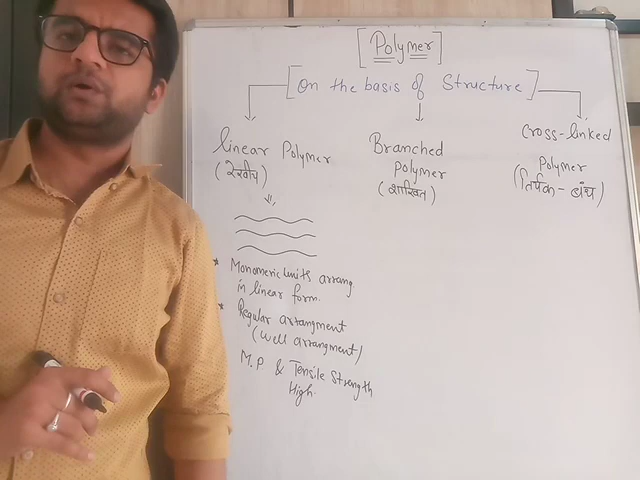 [Polymer]
[On the basis of Structure]
linear Polymer
(रेखीय)
Branched
Polymer
(शाखित)
Cross-linked
Polymer
(तिर्यक-बंध)
* Monomeric units arrang
in linear form.
* Regular arrangment
(well arrangment)
M.P. & Tensile Strength
High.